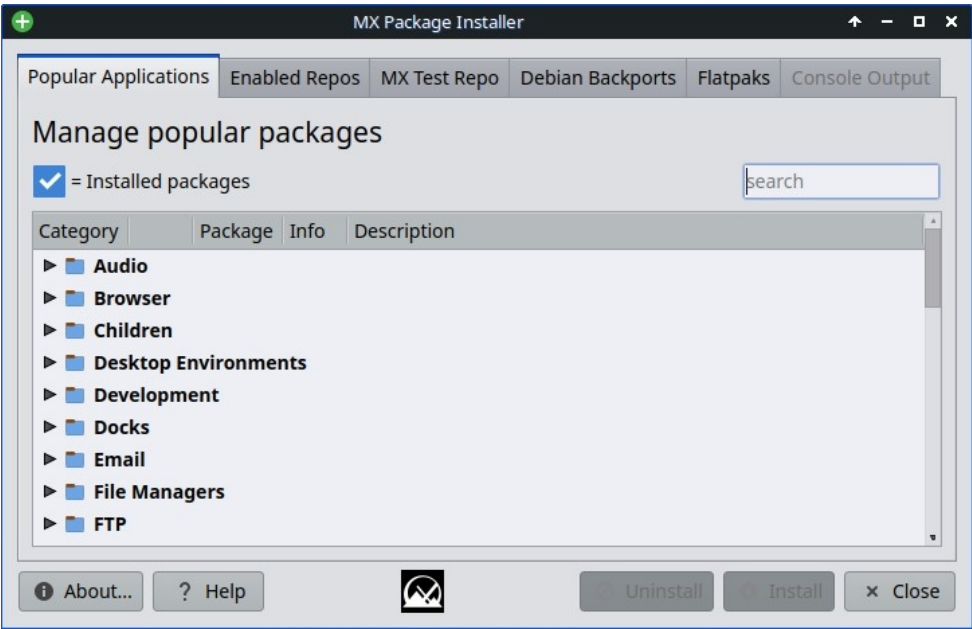 MX Package Installer
Popular Applications Enabled Repos MX Test Repo Debian Backports Flatpaks Console Output
Manage popular packages
= Installed packages search
Category Package Info Description
Audio
Browser
Children
Desktop Environments
Development
Docks
Email
File Managers
FTP
About... ? Help Uninstall Install Close